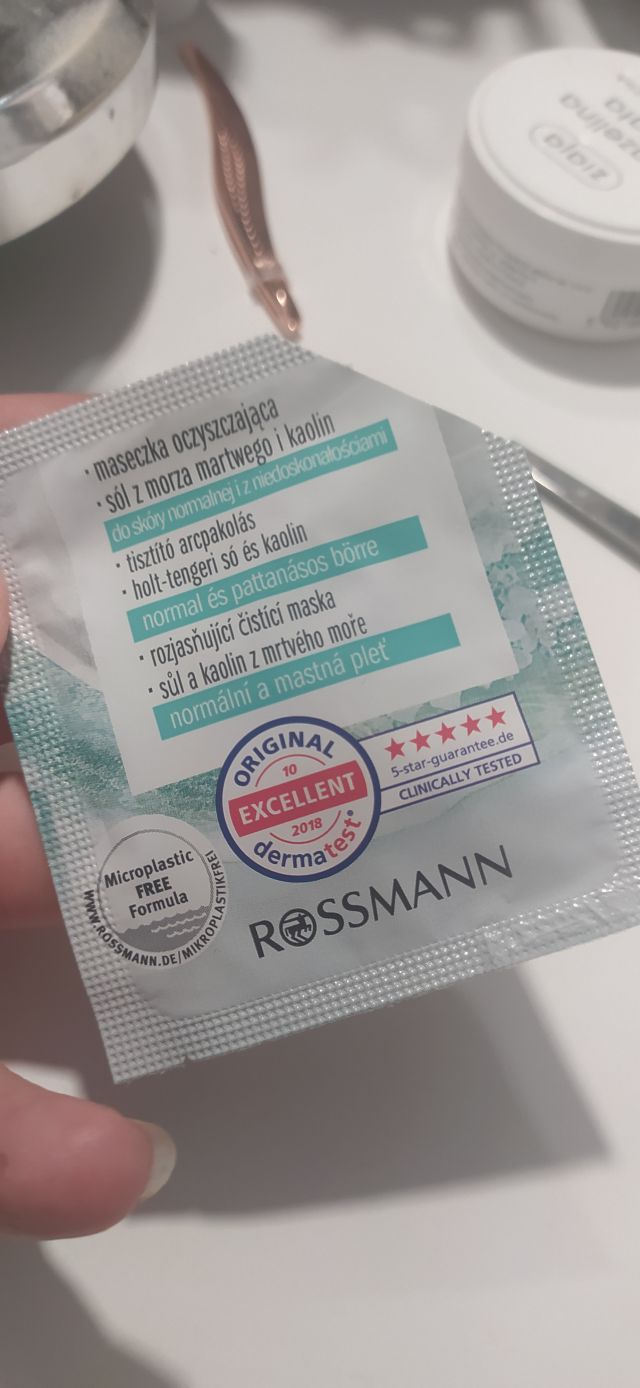 ziaja
· maseczka oczyszczająca
· sól z morza martwego i kaolin
do skóry normalnej i z niedoskonałościami
· tisztító arcpakolás
· holt-tengeri só és kaolin
normal és pattanásos bőrre
· rozjasňující čistící maska
· sůl a kaolin z mrtvého moře
normální a mastná pleť
ORIGINAL
10
EXCELLENT
2018
dermatest®
5-star-guarantee.de
CLINICALLY TESTED
Microplastic
FREE
Formula
WWW.ROSSMANN.DE/MIKROPLASTIKFREI
ROSSMANN